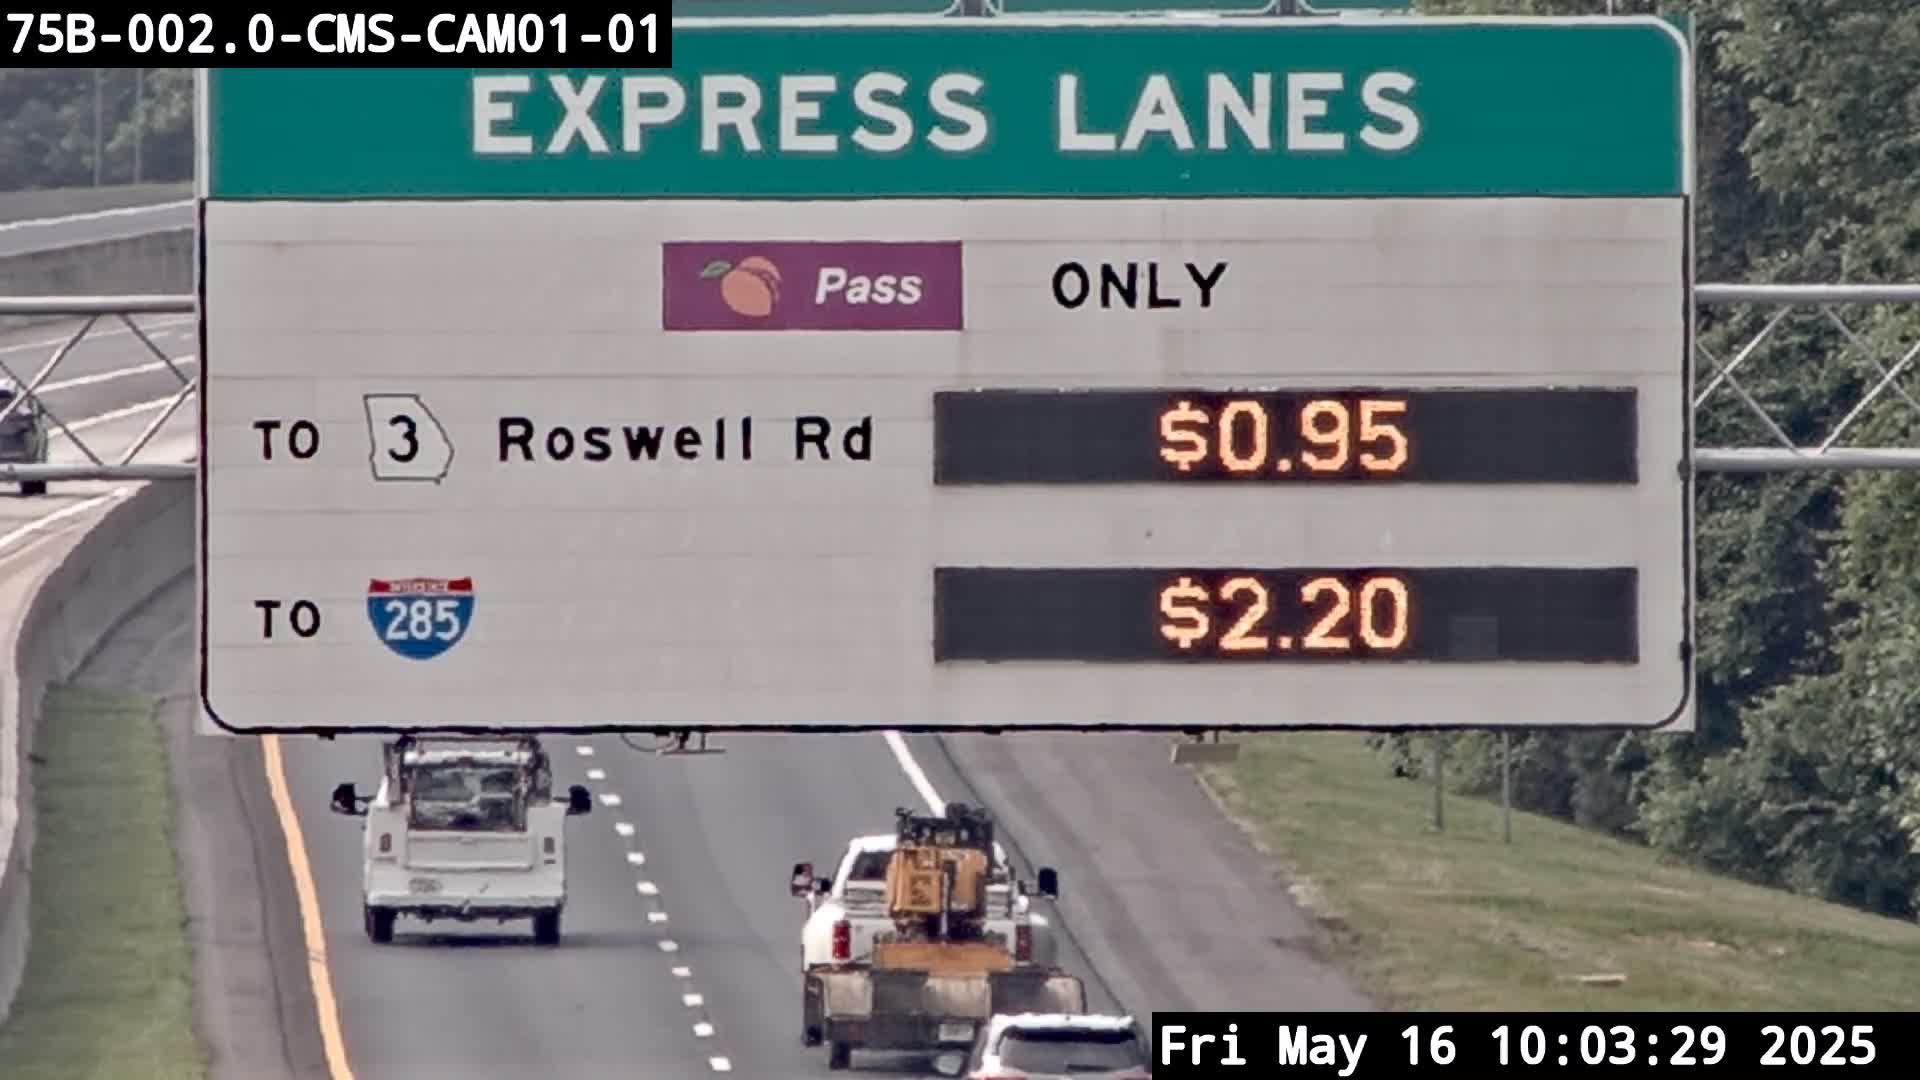 75B-002.0-CMS-CAM01-01
EXPRESS LANES
Pass ONLY
TO 3 Roswell Rd $0.95
TO INTERSTATE 285 $2.20
Fri May 16 10:03:29 2025